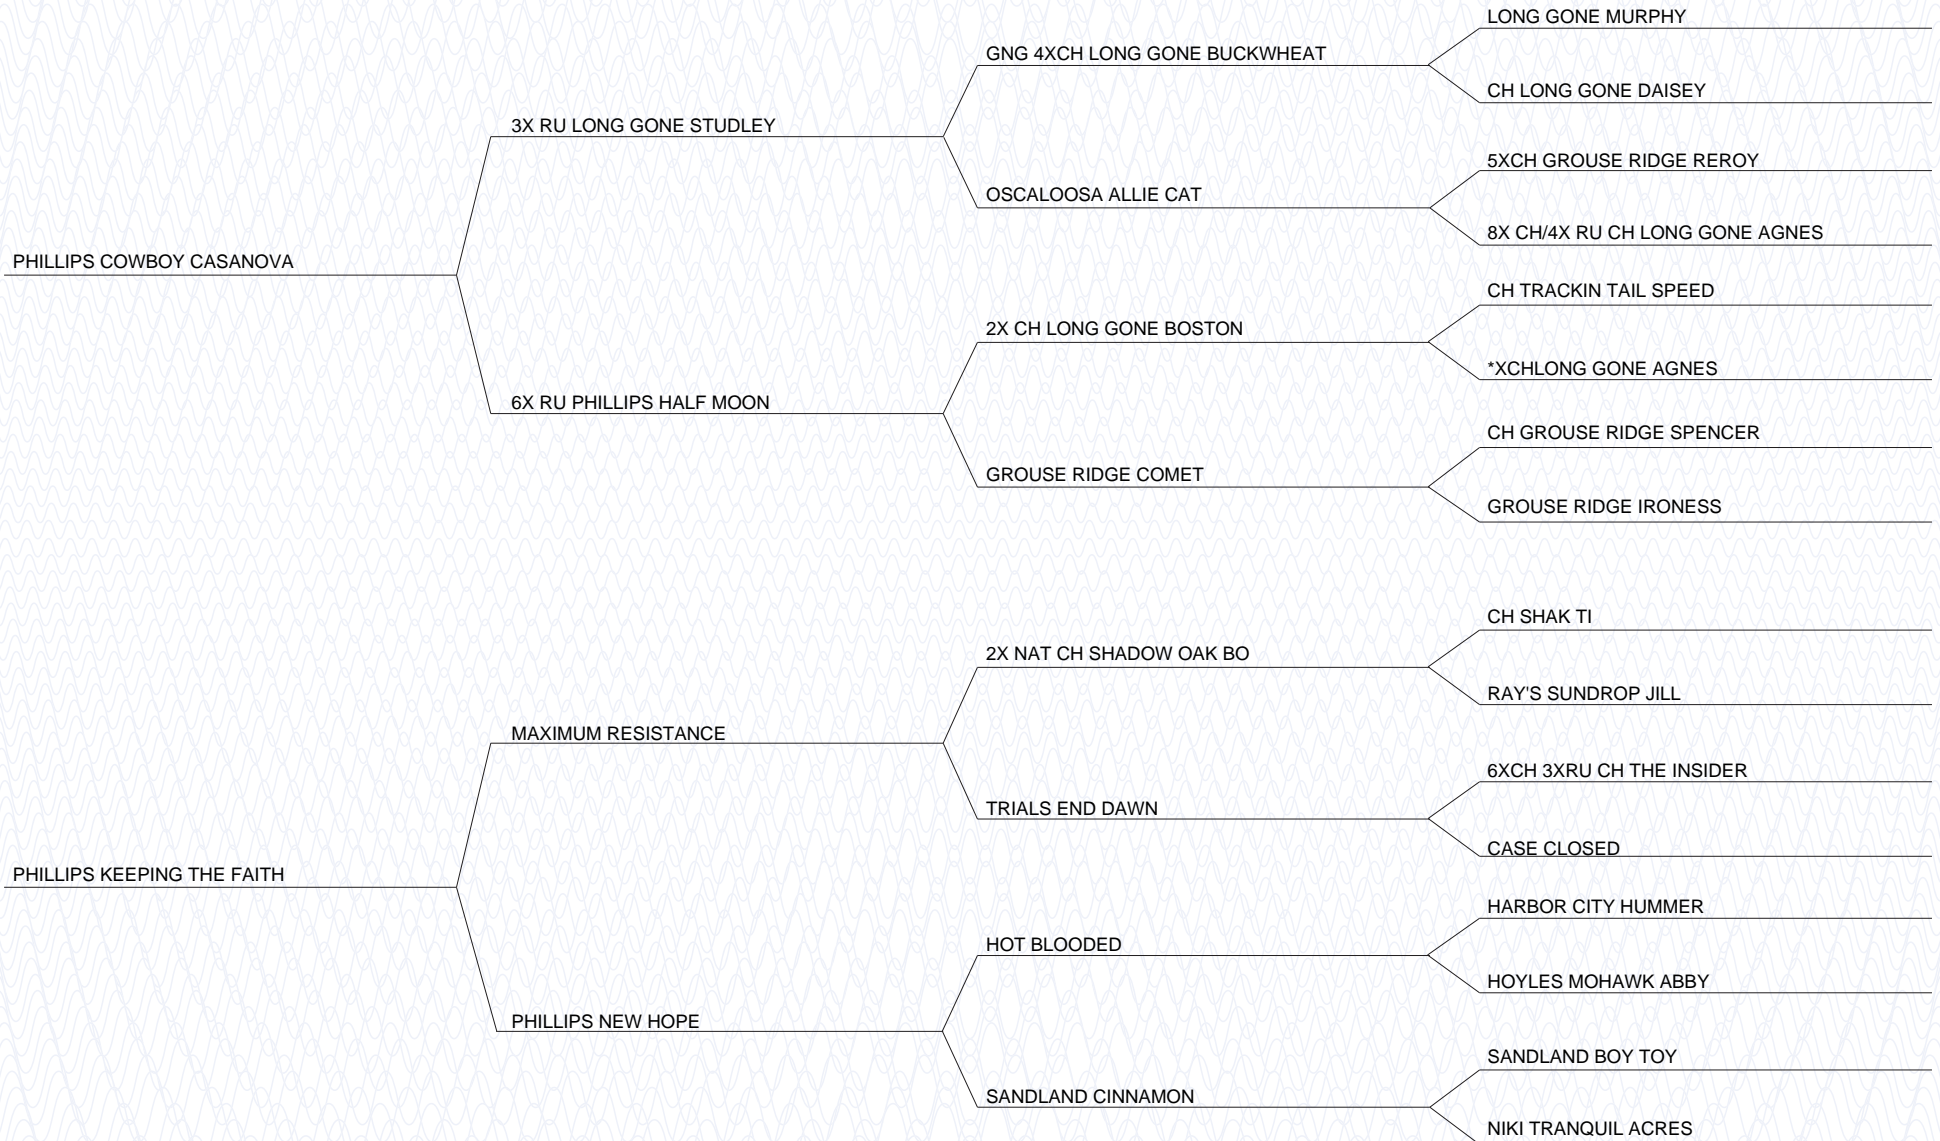 LONG GONE MURPHY
GNG 4XCH LONG GONE BUCKWHEAT
CH LONG GONE DAISEY
3X RU LONG GONE STUDLEY
5XCH GROUSE RIDGE REROY
OSCALOOSA ALLIE CAT
8X CH/4X RU CH LONG GONE AGNES
PHILLIPS COWBOY CASANOVA
CH TRACKIN TAIL SPEED
2X CH LONG GONE BOSTON
*XCHLONG GONE AGNES
6X RU PHILLIPS HALF MOON
CH GROUSE RIDGE SPENCER
GROUSE RIDGE COMET
GROUSE RIDGE IRONESS
CH SHAK TI
2X NAT CH SHADOW OAK BO
RAY'S SUNDROP JILL
MAXIMUM RESISTANCE
6XCH 3XRU CH THE INSIDER
TRIALS END DAWN
CASE CLOSED
PHILLIPS KEEPING THE FAITH
HARBOR CITY HUMMER
HOT BLOODED
HOYLES MOHAWK ABBY
PHILLIPS NEW HOPE
SANDLAND BOY TOY
SANDLAND CINNAMON
NIKI TRANQUIL ACRES